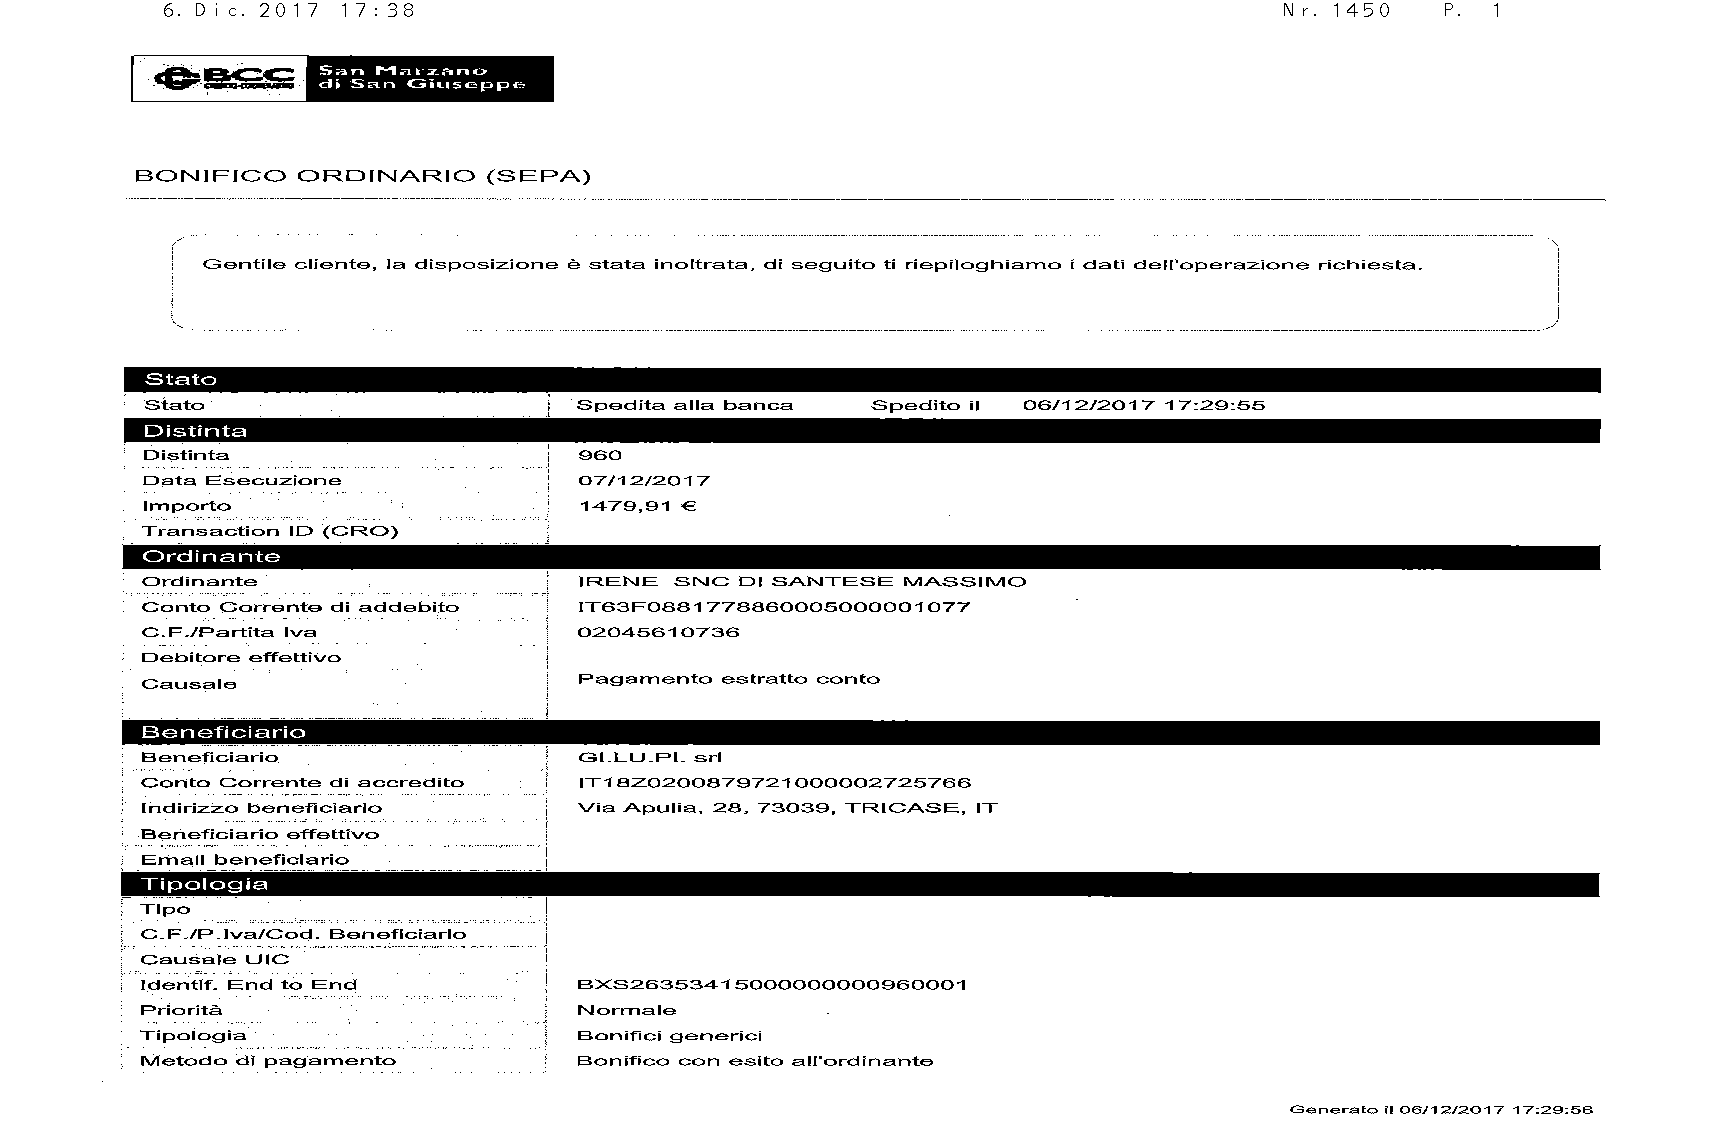 6. Dic. 2017 17:38 Nr. 1450 P. 1
BCC San Marzano
CREDITO COOPERATIVO di San Giuseppe
BONIFICO ORDINARIO (SEPA)
Gentile cliente, la disposizione è stata inoltrata, di seguito ti riepiloghiamo i dati dell'operazione richiesta.
Stato
Stato Spedita alla banca Spedito il 06/12/2017 17:29:55
Distinta
Distinta 960
Data Esecuzione 07/12/2017
Importo 1479,91 €
Transaction ID (CRO)
Ordinante
Ordinante IRENE SNC DI SANTESE MASSIMO
Conto Corrente di addebito IT63F0881778860005000001077
C.F./Partita Iva 02045610736
Debitore effettivo
Causale Pagamento estratto conto
Beneficiario
Beneficiario GI.LU.PI. srl
Conto Corrente di accredito IT18Z0200879721000002725766
Indirizzo beneficiario Via Apulia, 28, 73039, TRICASE, IT
Beneficiario effettivo
Email beneficiario
Tipologia
Tipo
C.F./P.Iva/Cod. Beneficiario
Causale UIC
Identif. End to End BXS26353415000000000960001
Priorità Normale
Tipologia Bonifici generici
Metodo di pagamento Bonifico con esito all'ordinante
Generato il 06/12/2017 17:29:56